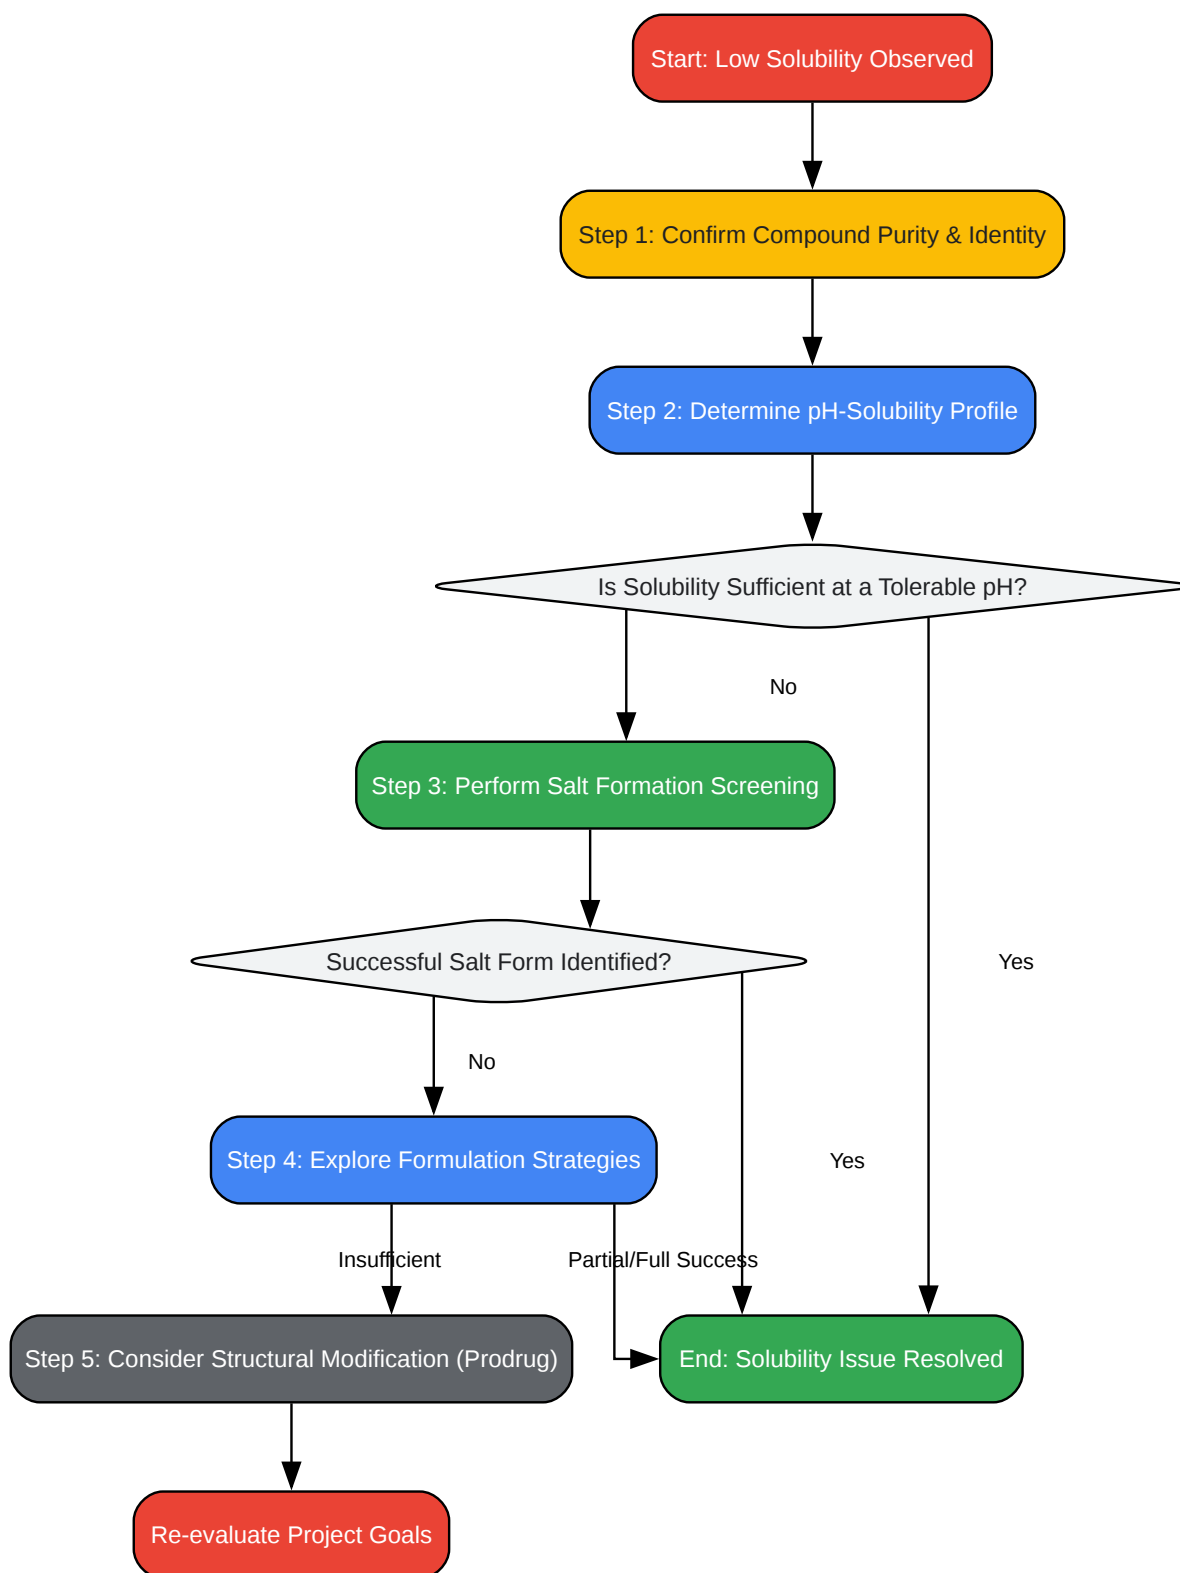 Start: Low Solubility Observed
Step 1: Confirm Compound Purity & Identity
Step 2: Determine pH-Solubility Profile
Is Solubility Sufficient at a Tolerable pH?
No
Step 3: Perform Salt Formation Screening
Successful Salt Form Identified?
Yes
No
Step 4: Explore Formulation Strategies
Yes
Insufficient
Partial/Full Success
Step 5: Consider Structural Modification (Prodrug)
End: Solubility Issue Resolved
Re-evaluate Project Goals